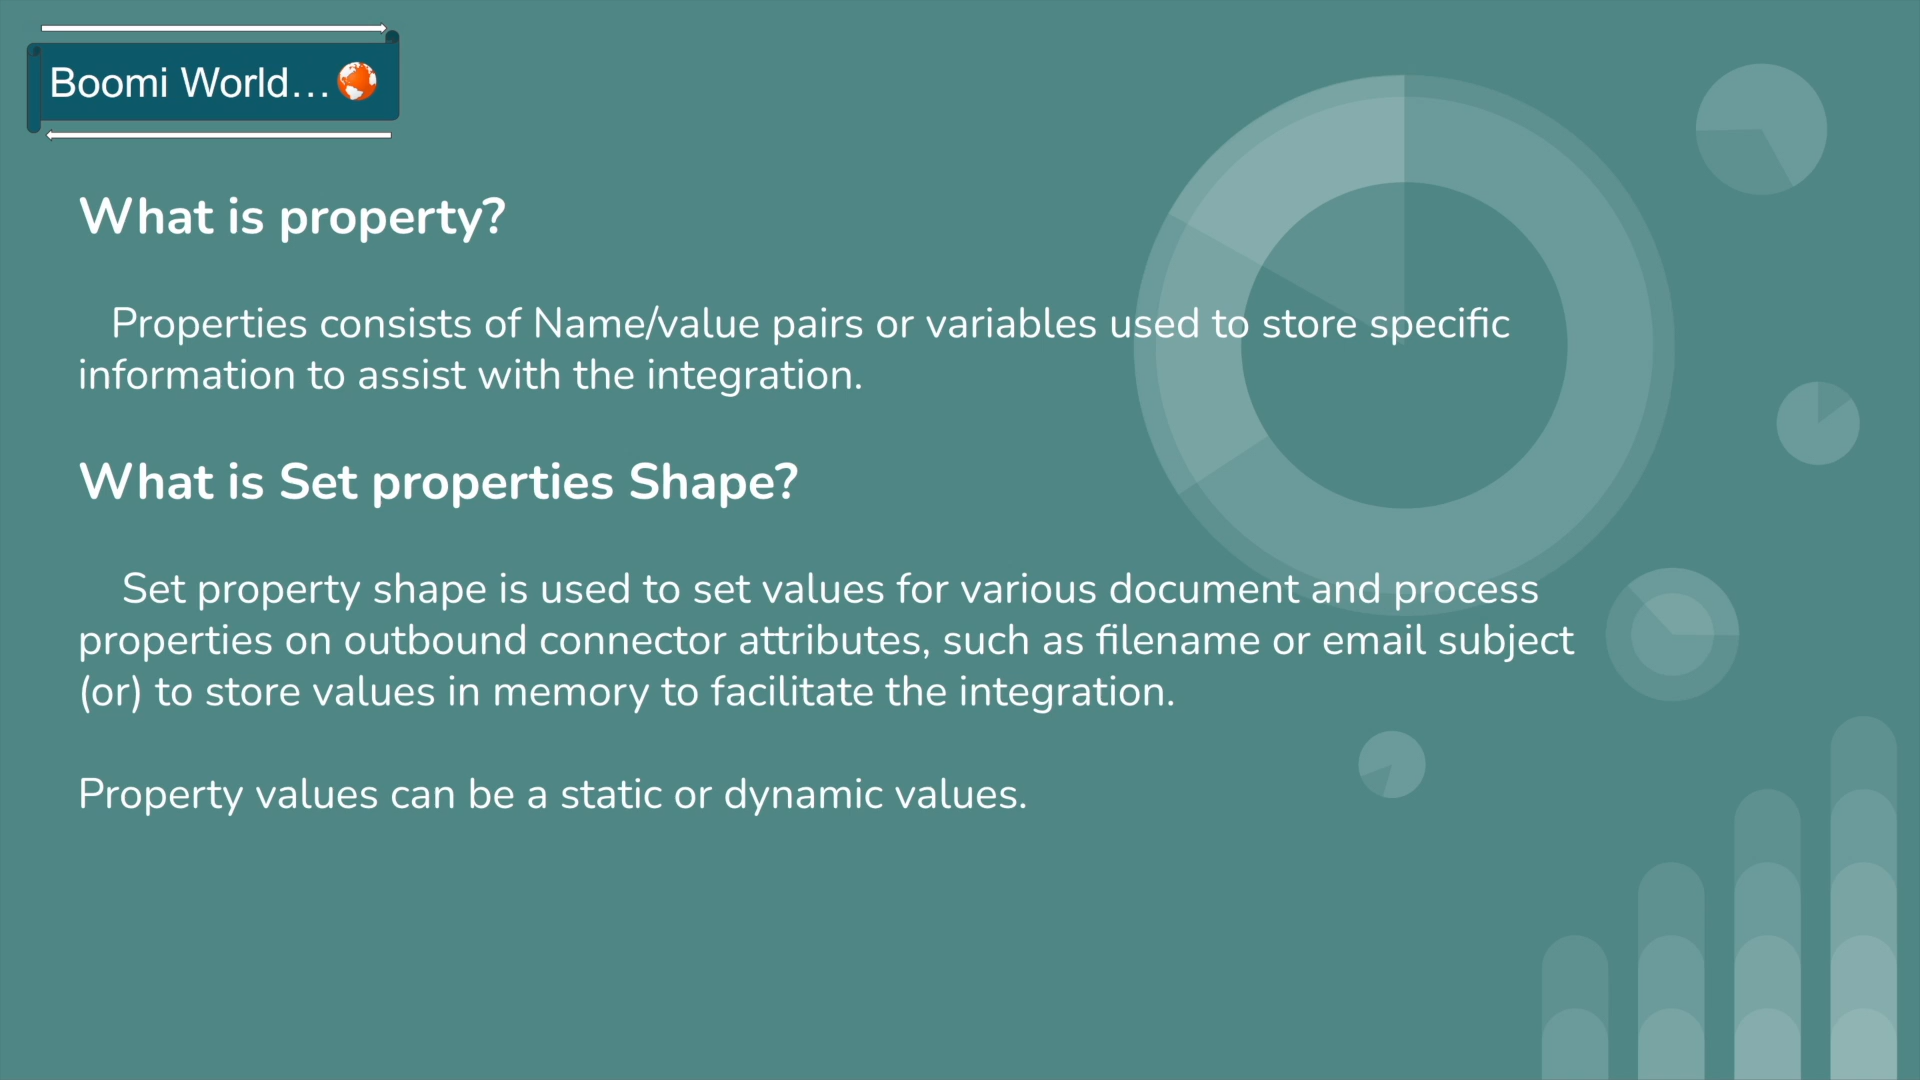 Boomi World...
What is property?
Properties consists of Name/value pairs or variables used to store specific
information to assist with the integration.
What is Set properties Shape?
Set property shape is used to set values for various document and process
properties on outbound connector attributes, such as filename or email subject
(or) to store values in memory to facilitate the integration.
Property values can be a static or dynamic values.